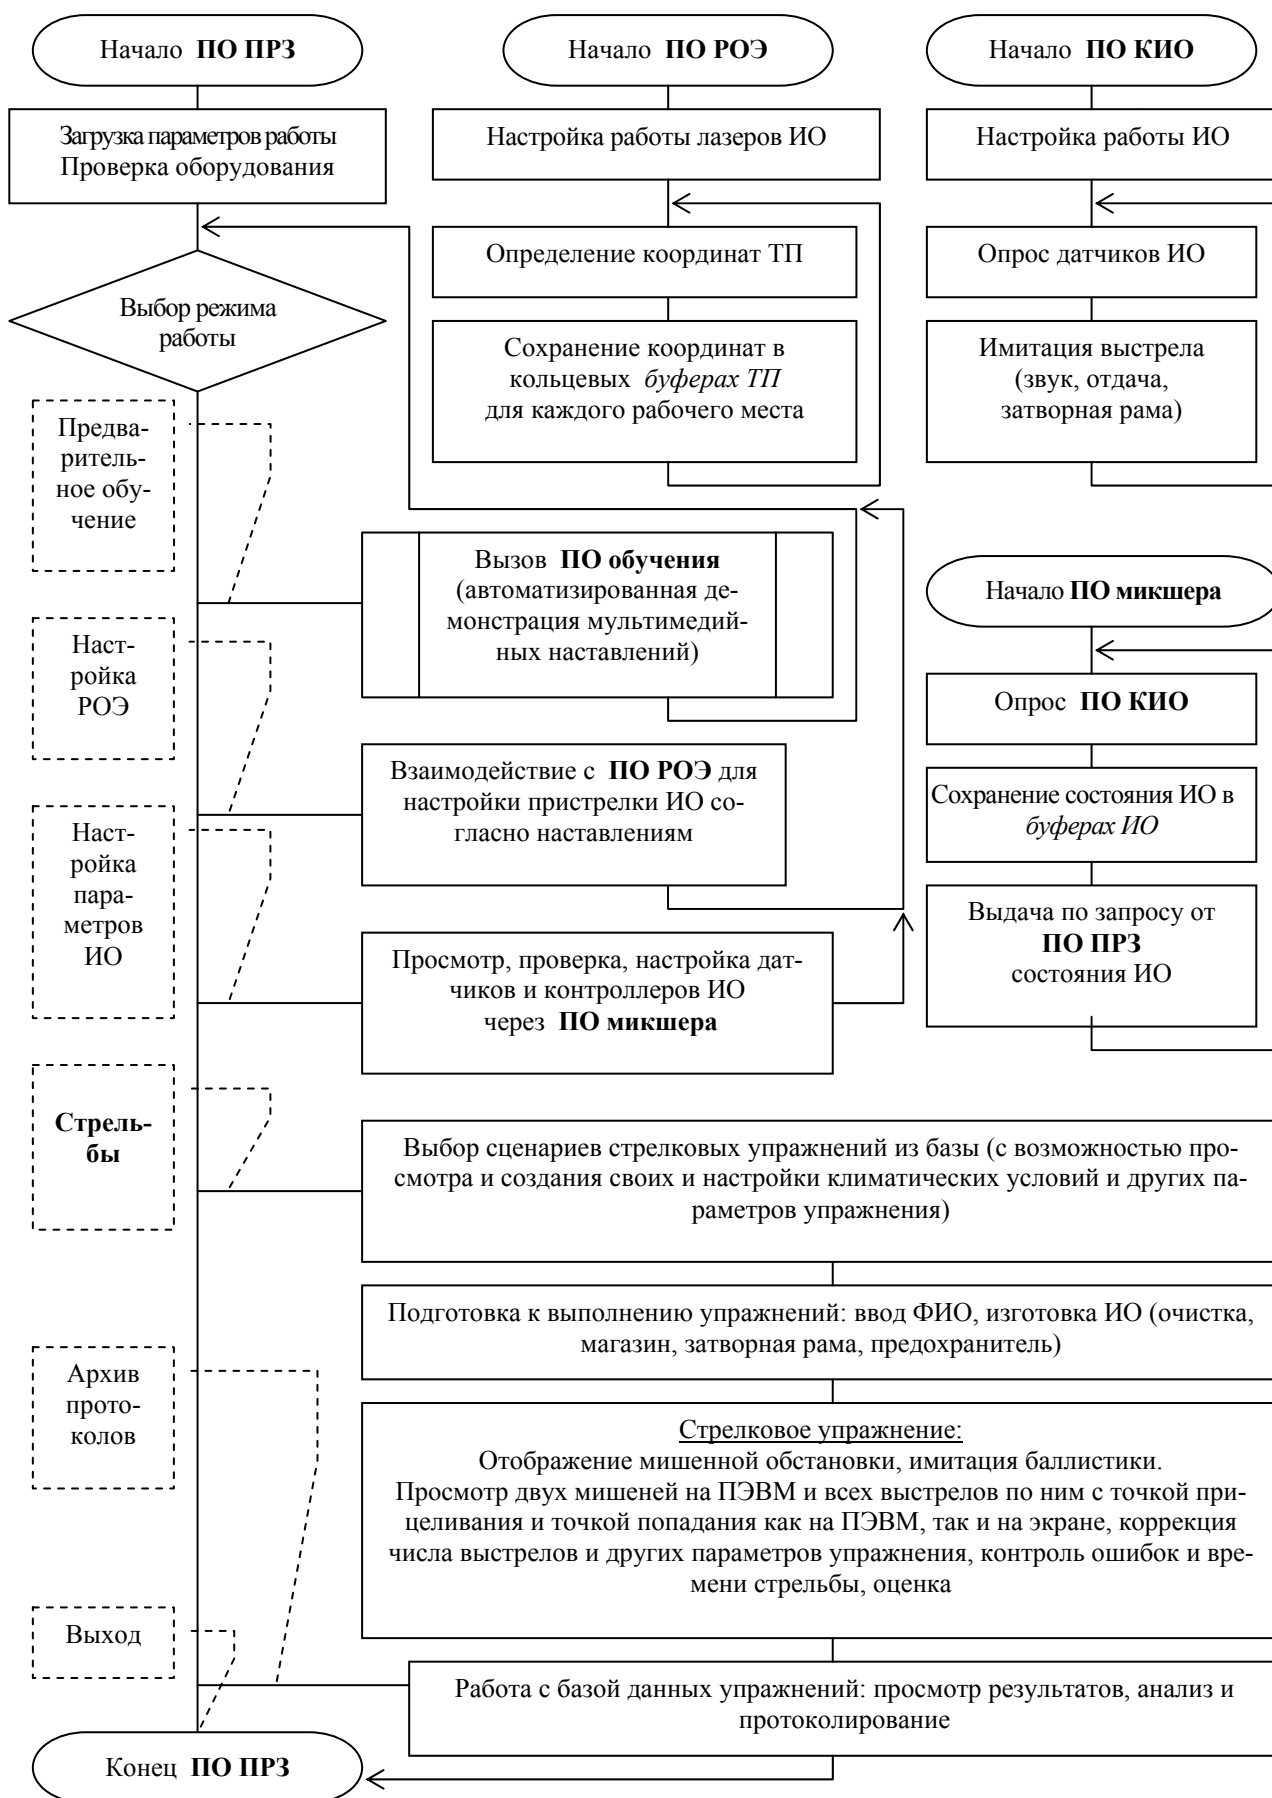 Начало ПО ПРЗ
Загрузка параметров работы
Проверка оборудования
Выбор режима
работы
Предва-
ритель-
ное обу-
чение
Наст-
ройка
РОЭ
Наст-
ройка
пара-
метров
ИО
Стрель-
бы
Архив
прото-
колов
Выход
Конец ПО ПРЗ
Начало ПО РОЭ
Настройка работы лазеров ИО
Определение координат ТП
Сохранение координат в
кольцевых буферах ТП
для каждого рабочего места
Начало ПО КИО
Настройка работы ИО
Опрос датчиков ИО
Имитация выстрела
(звук, отдача,
затворная рама)
Вызов ПО обучения
(автоматизированная де-
монстрация мультимедий-
ных наставлений)
Взаимодействие с ПО РОЭ для
настройки пристрелки ИО со-
гласно наставлениям
Просмотр, проверка, настройка дат-
чиков и контроллеров ИО
через ПО микшера
Начало ПО микшера
Опрос ПО КИО
Сохранение состояния ИО в
буферах ИО
Выдача по запросу от
ПО ПРЗ
состояния ИО
Выбор сценариев стрелковых упражнений из базы (с возможностью про-
смотра и создания своих и настройки климатических условий и других па-
раметров упражнения)
Подготовка к выполнению упражнений: ввод ФИО, изготовка ИО (очистка,
магазин, затворная рама, предохранитель)
Стрелковое упражнение:
Отображение мишенной обстановки, имитация баллистики.
Просмотр двух мишеней на ПЭВМ и всех выстрелов по ним с точкой при-
целивания и точкой попадания как на ПЭВМ, так и на экране, коррекция
числа выстрелов и других параметров упражнения, контроль ошибок и вре-
мени стрельбы, оценка
Работа с базой данных упражнений: просмотр результатов, анализ и
протоколирование